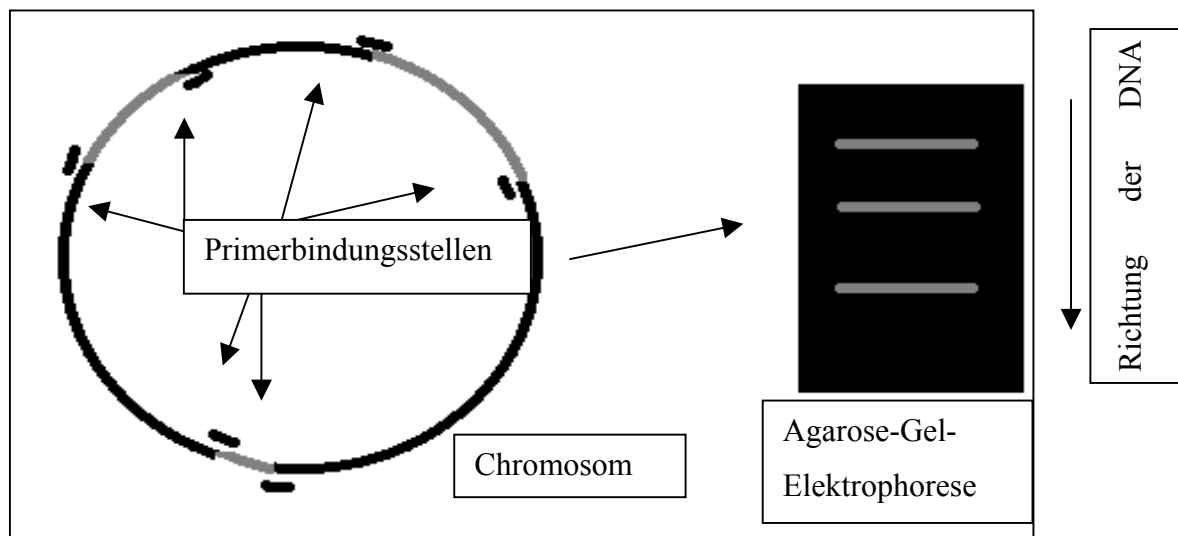 Primerbindungsstellen
Chromosom
Agarose-Gel-
Elektrophorese
Richtung der DNA